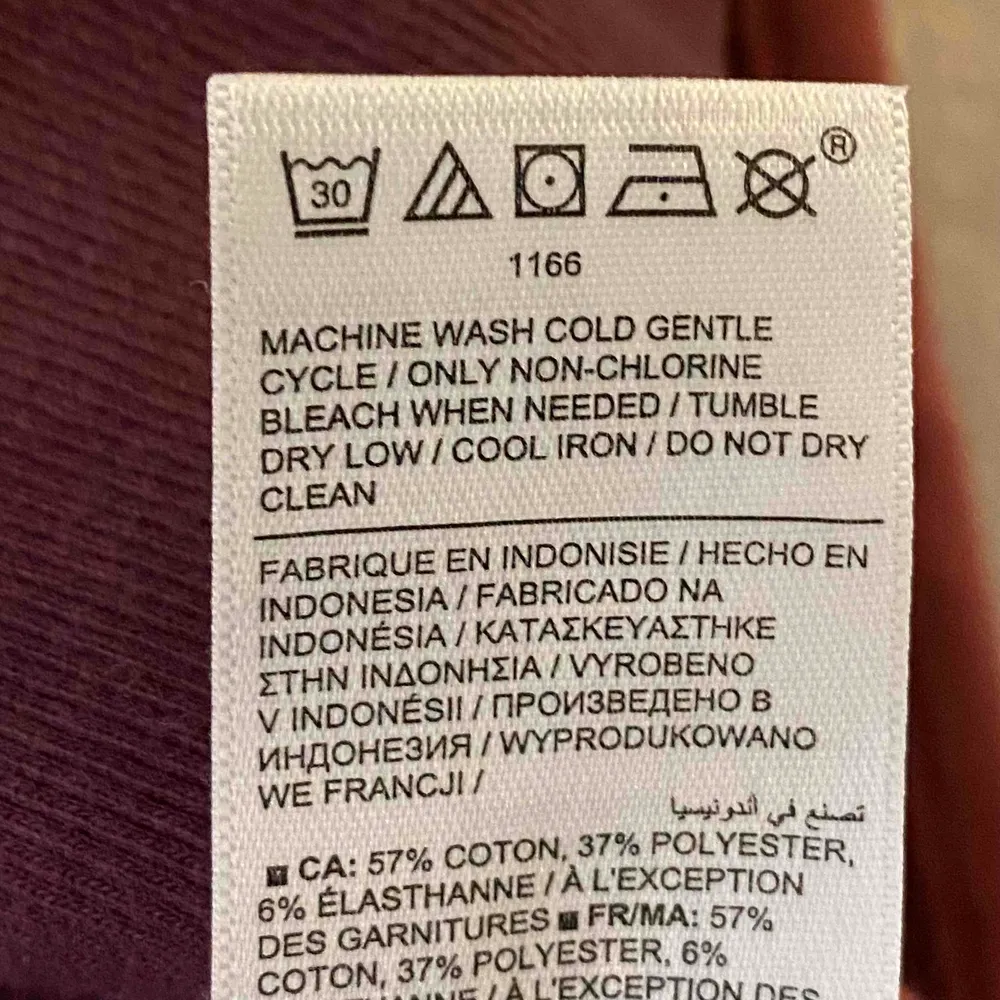 30
®
1166
MACHINE WASH COLD GENTLE
CYCLE / ONLY NON-CHLORINE
BLEACH WHEN NEEDED / TUMBLE
DRY LOW / COOL IRON / DO NOT DRY
CLEAN
FABRIQUE EN INDONISIE / HECHO EN
INDONESIA / FABRICADO NA
INDONÉSIA / ΚΑΤΑΣΚΕΥΑΣΤΗΚΕ
ΣΤΗΝ ΙΝΔΟΝΗΣΙΑ / VYROBENO
V INDONÉSII / ПРОИЗВЕДЕНО В
ИНДОНЕЗИЯ / WYPRODUKOWANO
WE FRANCJI /
تصنع في أندونيسيا
CA: 57% COTON, 37% POLYESTER,
6% ÉLASTHANNE / À L'EXCEPTION
DES GARNITURES FR/MA: 57%
COTON, 37% POLYESTER, 6%
/ À L'EXCEPTION DES